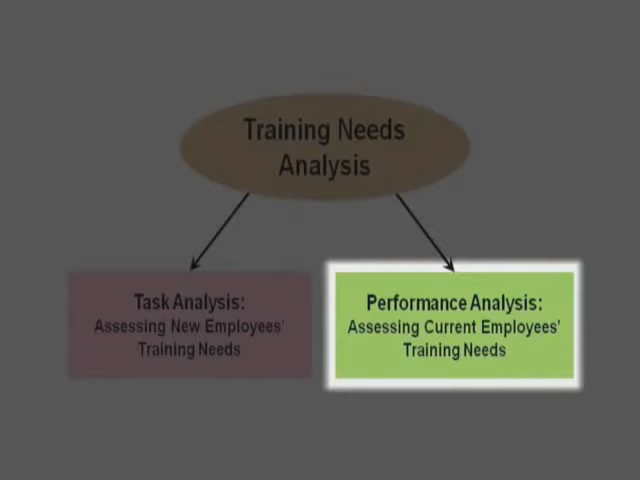 Training Needs
Analysis
Task Analysis:
Assessing New Employees'
Training Needs
Performance Analysis:
Assessing Current Employees'
Training Needs